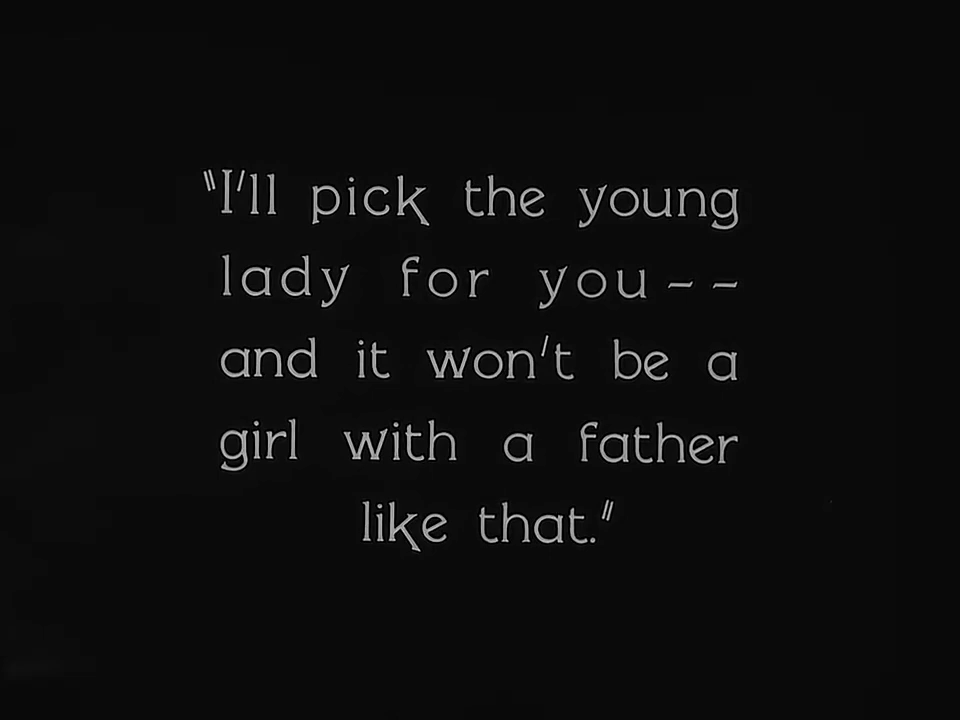 "I'll pick the young
lady for you--
and it won't be a
girl with a father
like that."